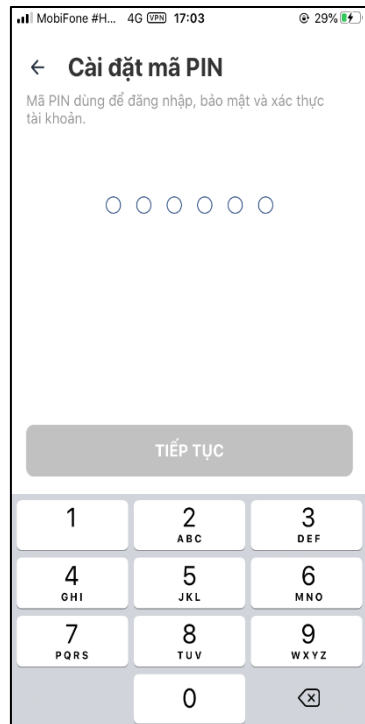 MobiFone #H... 4G VPN 17:03 29%
Cài đặt mã PIN
Mã PIN dùng để đăng nhập, bảo mật và xác thực
tài khoản.
TIẾP TỤC
1 2 3
ABC DEF
4 5 6
GHI JKL MNO
7 8 9
PQRS TUV WXYZ
0